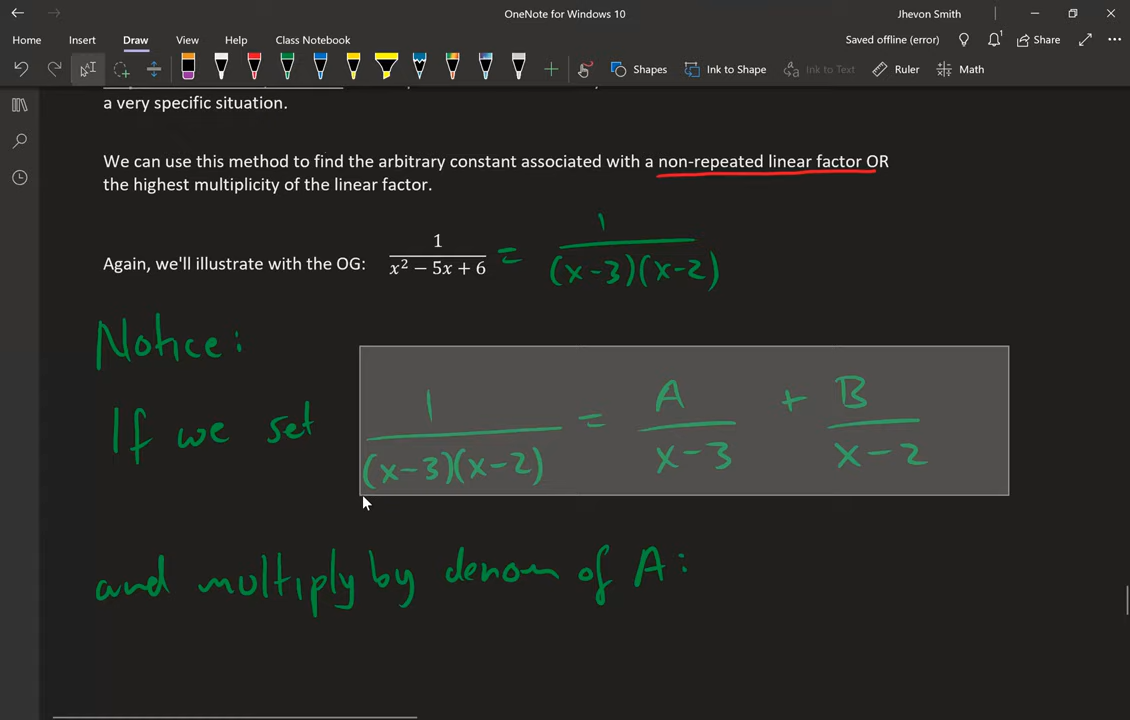 OneNote for Windows 10
Jhevon Smith
Home Insert Draw View Help Class Notebook
Saved offline (error)
1
Share
Shapes
Ink to Shape
Ink to Text
Ruler
Math
a very specific situation.
We can use this method to find the arbitrary constant associated with a non-repeated linear factor OR
the highest multiplicity of the linear factor.
Again, we'll illustrate with the OG: 1/(x² − 5x + 6) = 1/((x-3)(x-2))
Notice:
If we set 1/((x-3)(x-2)) = A/(x-3) + B/(x-2)
and multiply by denom of A: